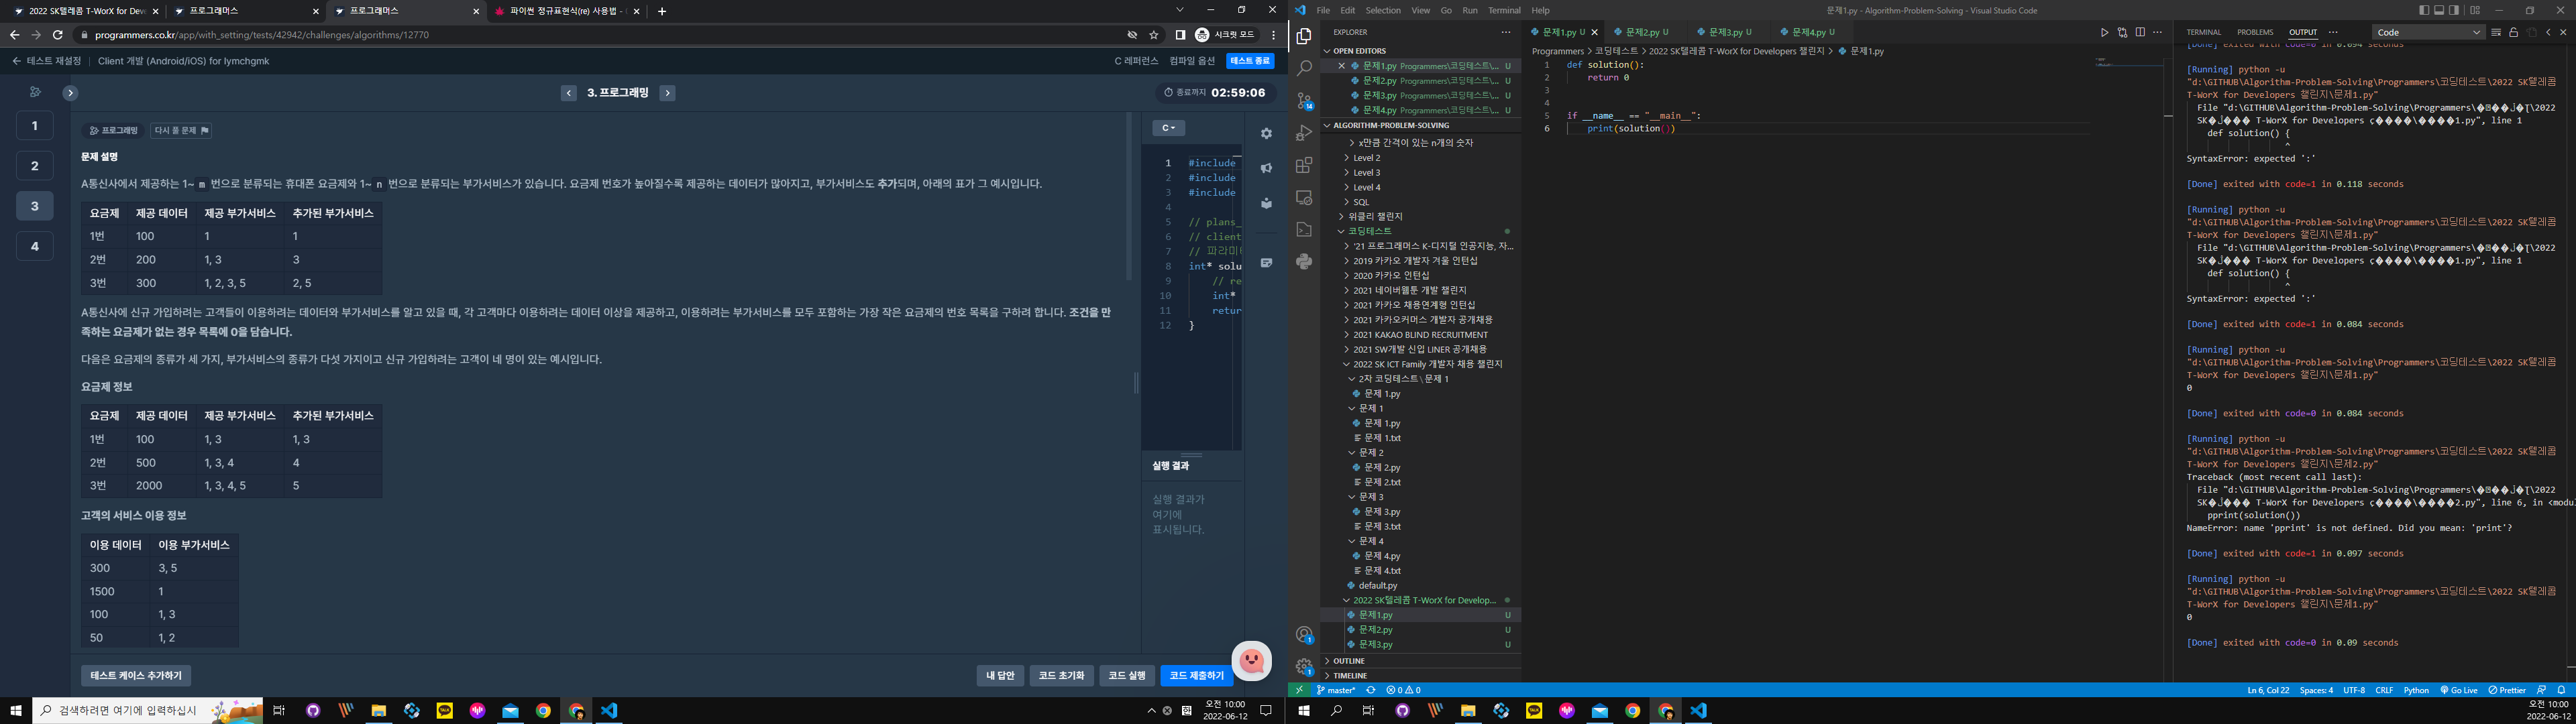 2022 SK텔레콤 T-WorX for Dev
프로그래머스
프로그래머스
파이썬 정규표현식(re) 사용법 -
programmers.co.kr/app/with_setting/tests/42942/challenges/algorithms/12770
시크릿 모드
테스트 재설정
Client 개발 (Android/iOS) for lymchgmk
C 레퍼런스
컴파일 옵션
테스트 종료
3. 프로그래밍
종료까지 02:59:06
1
2
3
4
프로그래밍
다시 풀 문제
문제 설명
A통신사에서 제공하는 1~ m 번으로 분류되는 휴대폰 요금제와 1~ n 번으로 분류되는 부가서비스가 있습니다. 요금제 번호가 높아질수록 제공하는 데이터가 많아지고, 부가서비스도 추가되며, 아래의 표가 그 예시입니다.
요금제 제공 데이터 제공 부가서비스 추가된 부가서비스
1번 100 1 1
2번 200 1, 3 3
3번 300 1, 2, 3, 5 2, 5
A통신사에 신규 가입하려는 고객들이 이용하려는 데이터와 부가서비스를 알고 있을 때, 각 고객마다 이용하려는 데이터 이상을 제공하고, 이용하려는 부가서비스를 모두 포함하는 가장 작은 요금제의 번호 목록을 구하려 합니다. 조건을 만
족하는 요금제가 없는 경우 목록에 0을 담습니다.
다음은 요금제의 종류가 세 가지, 부가서비스의 종류가 다섯 가지이고 신규 가입하려는 고객이 네 명이 있는 예시입니다.
요금제 정보
요금제 제공 데이터 제공 부가서비스 추가된 부가서비스
1번 100 1, 3 1, 3
2번 500 1, 3, 4 4
3번 2000 1, 3, 4, 5 5
고객의 서비스 이용 정보
이용 데이터 이용 부가서비스
300 3, 5
1500 1
100 1, 3
50 1, 2
C
1 #include
2 #include
3 #include
4
5 // plans_
6 // client
7 // 파라미
8 int* solu
9 // re
10 int*
11 retur
12 }
실행 결과
실행 결과가
여기에
표시됩니다.
테스트 케이스 추가하기
내 답안
코드 초기화
코드 실행
코드 제출하기
검색하려면 여기에 입력하십시
오전 10:00
2022-06-12
File Edit Selection View Go Run Terminal Help
문제1.py - Algorithm-Problem-Solving - Visual Studio Code
EXPLORER
OPEN EDITORS
문제1.py Programmers\코딩테스트\... U
문제2.py Programmers\코딩테스트\... U
문제3.py Programmers\코딩테스트\... U
문제4.py Programmers\코딩테스트\... U
ALGORITHM-PROBLEM-SOLVING
x만큼 간격이 있는 n개의 숫자
Level 2
Level 3
Level 4
SQL
위클리 챌린지
코딩테스트
'21 프로그래머스 K-디지털 인공지능, 자...
2019 카카오 개발자 겨울 인턴십
2020 카카오 인턴십
2021 네이버웹툰 개발 챌린지
2021 카카오 채용연계형 인턴십
2021 카카오커머스 개발자 공개채용
2021 KAKAO BLIND RECRUITMENT
2021 SW개발 신입 LINER 공개채용
2022 SK ICT Family 개발자 채용 챌린지
2차 코딩테스트 \ 문제 1
문제 1.py
문제 1
문제 1.py
문제 1.txt
문제 2
문제 2.py
문제 2.txt
문제 3
문제 3.py
문제 3.txt
문제 4
문제 4.py
문제 4.txt
default.py
2022 SK텔레콤 T-WorX for Develop...
문제1.py U
문제2.py U
문제3.py U
OUTLINE
TIMELINE
문제1.py U
문제2.py U
문제3.py U
문제4.py U
Programmers > 코딩테스트 > 2022 SK텔레콤 T-WorX for Developers 챌린지 > 문제1.py
1 def solution():
2 return 0
3
4
5 if __name__ == "__main__":
6 print(solution())
TERMINAL PROBLEMS OUTPUT ...
Code
[Done] exited with code=0 in 0.094 seconds
[Running] python -u
"d:\GITHUB\Algorithm-Problem-Solving\Programmers\코딩테스트\2022 SK텔레콤
T-WorX for Developers 챌린지\문제1.py"
File "d:\GITHUB\Algorithm-Problem-Solving\Programmers\
T-WorX for Developers
1.py", line 1
def solution() {
^
SyntaxError: expected ':'
[Done] exited with code=1 in 0.118 seconds
[Running] python -u
"d:\GITHUB\Algorithm-Problem-Solving\Programmers\코딩테스트\2022 SK텔레콤
T-WorX for Developers 챌린지\문제1.py"
File "d:\GITHUB\Algorithm-Problem-Solving\Programmers\
T-WorX for Developers
1.py", line 1
def solution() {
^
SyntaxError: expected ':'
[Done] exited with code=1 in 0.084 seconds
[Running] python -u
"d:\GITHUB\Algorithm-Problem-Solving\Programmers\코딩테스트\2022 SK텔레콤
T-WorX for Developers 챌린지\문제1.py"
0
[Done] exited with code=0 in 0.084 seconds
[Running] python -u
"d:\GITHUB\Algorithm-Problem-Solving\Programmers\코딩테스트\2022 SK텔레콤
T-WorX for Developers 챌린지\문제2.py"
Traceback (most recent call last):
File "d:\GITHUB\Algorithm-Problem-Solving\Programmers\
T-WorX for Developers
2.py", line 6, in <modu
pprint(solution())
NameError: name 'pprint' is not defined. Did you mean: 'print'?
[Done] exited with code=1 in 0.097 seconds
[Running] python -u
"d:\GITHUB\Algorithm-Problem-Solving\Programmers\코딩테스트\2022 SK텔레콤
T-WorX for Developers 챌린지\문제1.py"
0
[Done] exited with code=0 in 0.09 seconds
master* 0 0
Ln 6, Col 22 Spaces: 4 UTF-8 CRLF Python Go Live Prettier
오전 10:00
2022-06-12